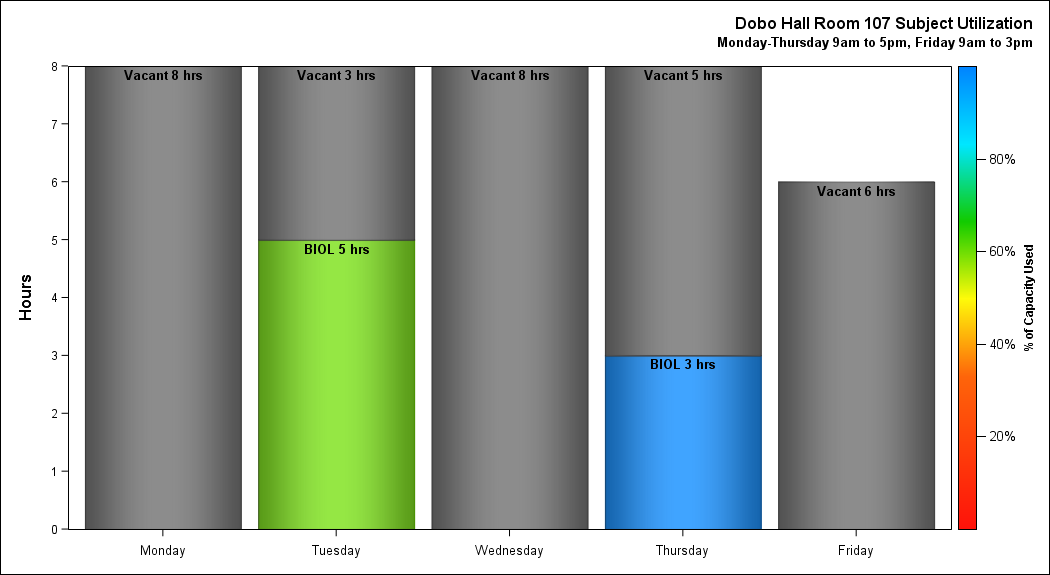 Dobo Hall Room 107 Subject Utilization
Monday-Thursday 9am to 5pm, Friday 9am to 3pm
Hours
8
7
6
5
4
3
2
1
0
Vacant 8 hrs
Vacant 3 hrs
BIOL 5 hrs
Vacant 8 hrs
Vacant 5 hrs
BIOL 3 hrs
Vacant 6 hrs
Monday
Tuesday
Wednesday
Thursday
Friday
80%
60%
40%
20%
% of Capacity Used